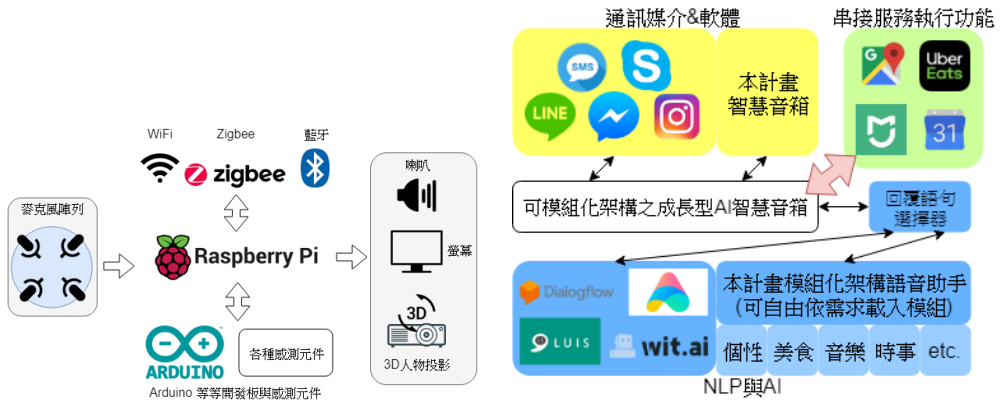 WiFi
Zigbee
藍牙
zigbee
麥克風陣列
Raspberry Pi
ARDUINO
各種感測元件
Arduino 等等開發板與感測元件
喇叭
螢幕
3D
3D人物投影
通訊媒介&軟體
串接服務執行功能
SMS
S
LINE
本計畫
智慧音箱
G
Uber
Eats
31
可模組化架構之成長型AI智慧音箱
回覆語句
選擇器
Dialogflow
LUIS
wit.ai
本計畫模組化架構語音助手
(可自由依需求載入模組)
個性
美食
音樂
時事
etc.
NLP與AI